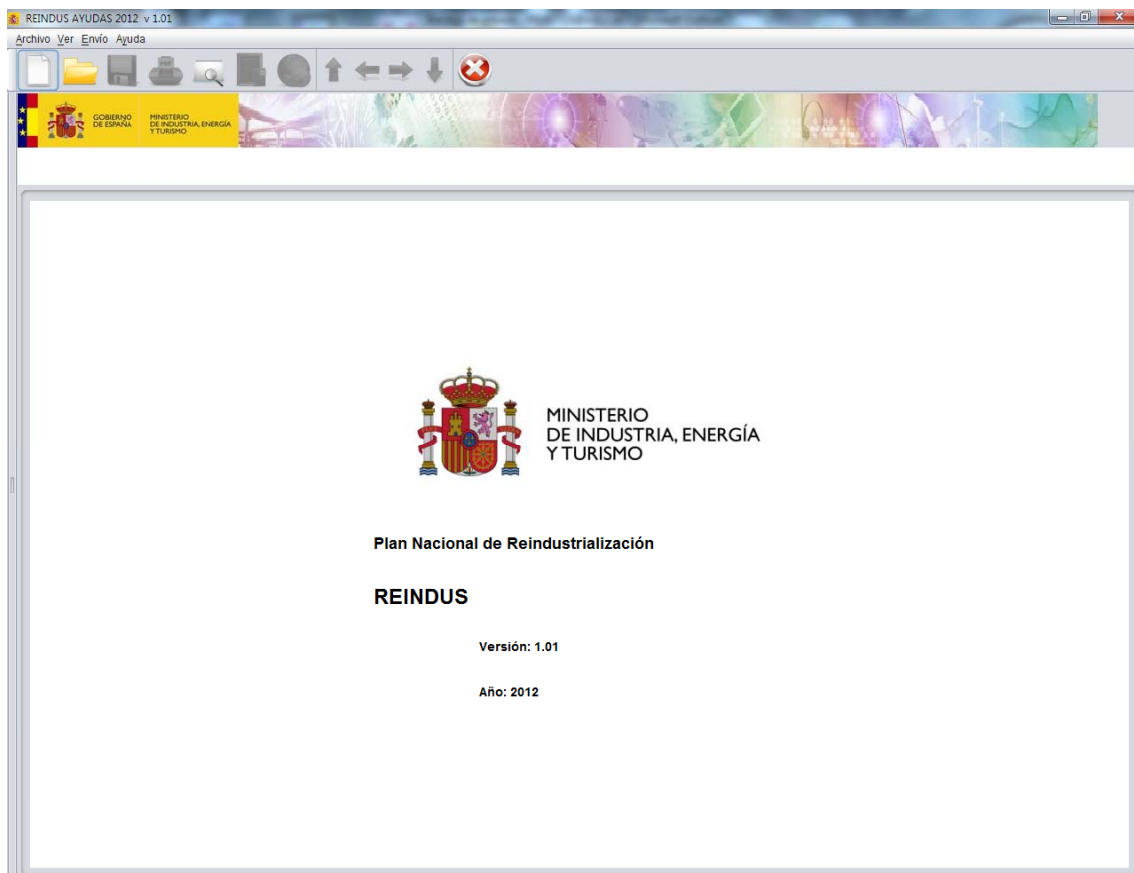 REINDUS AYUDAS 2012 v 1.01
Archivo Ver Envío Ayuda
GOBIERNO
DE ESPAÑA
MINISTERIO
DE INDUSTRIA, ENERGÍA
Y TURISMO
MINISTERIO
DE INDUSTRIA, ENERGÍA
Y TURISMO
Plan Nacional de Reindustrialización
REINDUS
Versión: 1.01
Año: 2012